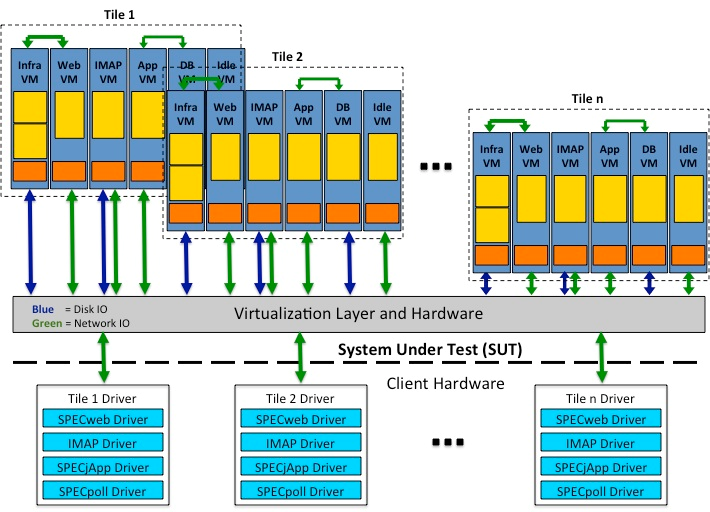 Tile 1
Infra VM
Web VM
IMAP VM
App VM
DB VM
Idle VM
Tile 2
Infra VM
Web VM
IMAP VM
App VM
DB VM
Idle VM
Tile n
Infra VM
Web VM
IMAP VM
App VM
DB VM
Idle VM
Blue = Disk IO
Green = Network IO
Virtualization Layer and Hardware
System Under Test (SUT)
Client Hardware
Tile 1 Driver
SPECweb Driver
IMAP Driver
SPECjApp Driver
SPECpoll Driver
Tile 2 Driver
SPECweb Driver
IMAP Driver
SPECjApp Driver
SPECpoll Driver
Tile n Driver
SPECweb Driver
IMAP Driver
SPECjApp Driver
SPECpoll Driver